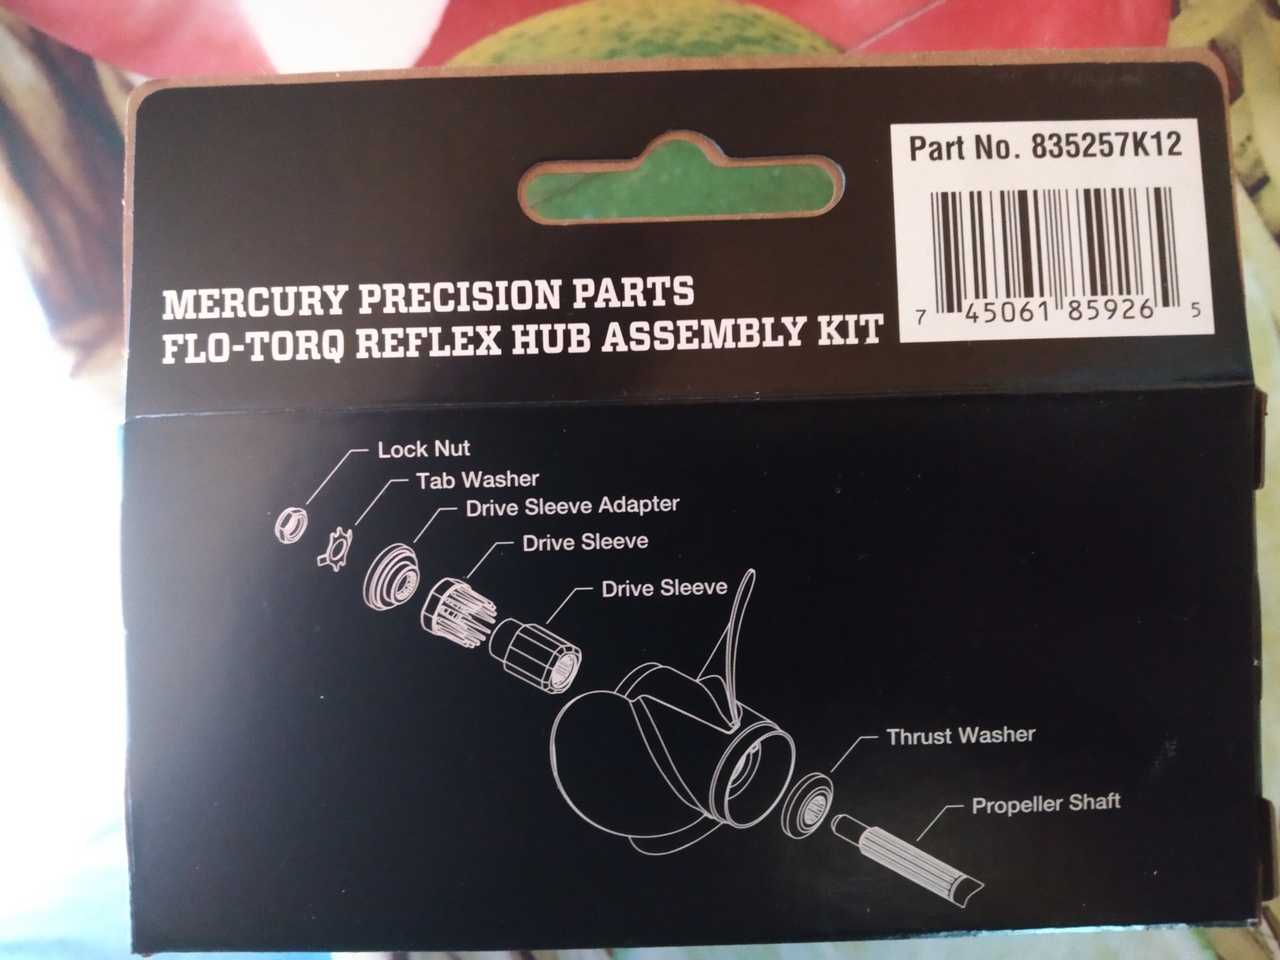 Part No. 835257K12
7 45061 85926 5
MERCURY PRECISION PARTS
FLO-TORQ REFLEX HUB ASSEMBLY KIT
Lock Nut
Tab Washer
Drive Sleeve Adapter
Drive Sleeve
Drive Sleeve
Thrust Washer
Propeller Shaft